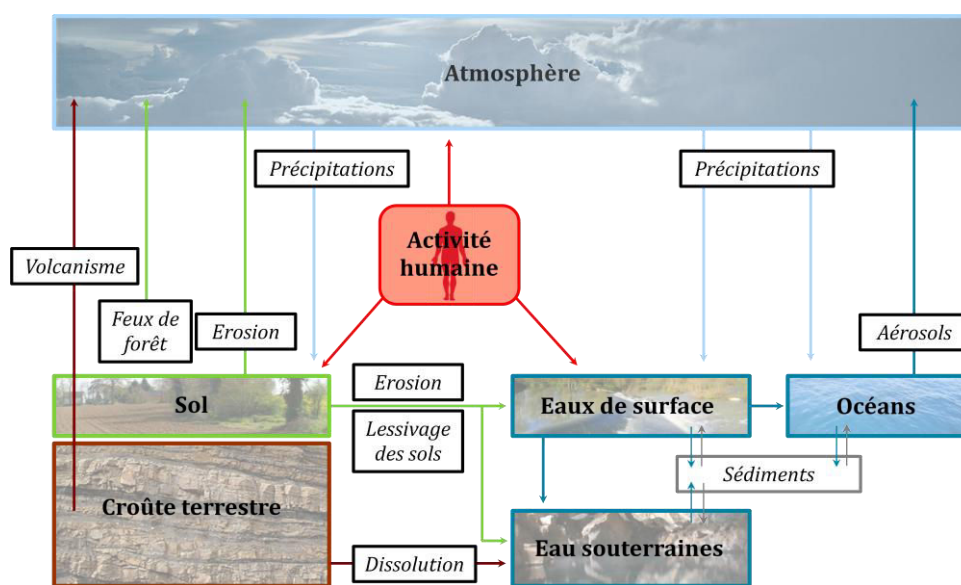 Atmosphère
Précipitations
Précipitations
Activité
humaine
Volcanisme
Feux de
forêt
Erosion
Aérosols
Sol
Erosion
Lessivage
des sols
Eaux de surface
Océans
Sédiments
Croûte terrestre
Dissolution
Eau souterraines